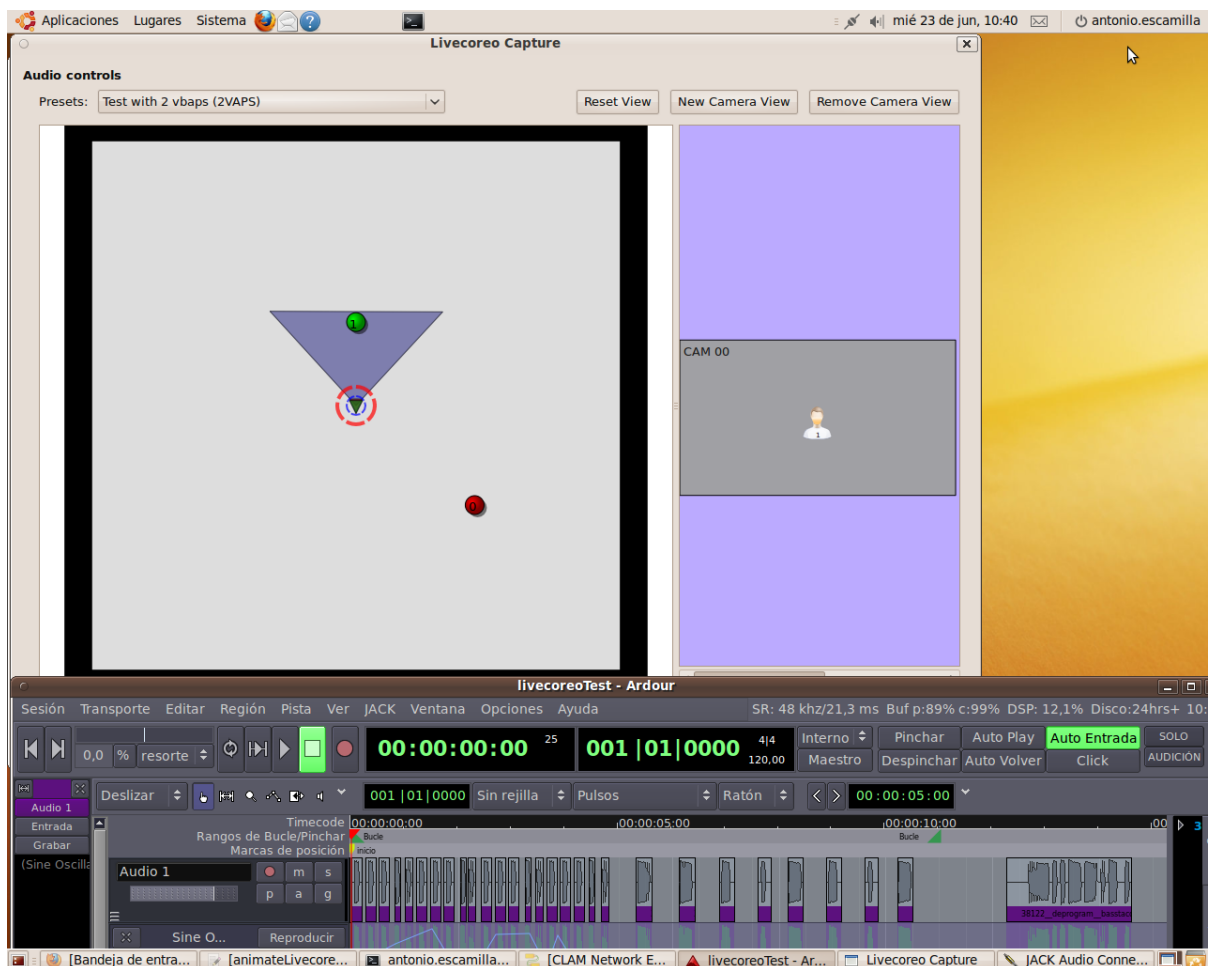 Aplicaciones Lugares Sistema mié 23 de jun, 10:40 antonio.escamilla
Livecoreo Capture
Audio controls
Presets: Test with 2 vbaps (2VAPS) Reset View New Camera View Remove Camera View
CAM 00
1
1
0
livecoreoTest - Ardour
Sesión Transporte Editar Región Pista Ver JACK Ventana Opciones Ayuda SR: 48 khz/21,3 ms Buf p:89% c:99% DSP: 12,1% Disco:24hrs+ 10:
0,0 % resorte 00:00:00:00 25 001|01|0000 4|4 120,00 Interno Maestro Pinchar Despinchar Auto Play Auto Volver Auto Entrada Click SOLO AUDICIÓN
Audio 1 Deslizar 001|01|0000 Sin rejilla Pulsos Ratón 00:00:05:00
Entrada Timecode 00:00:00:00 00:00:05:00 00:00:10:00 00 3
Rangos de Bucle/Pinchar Bucle Bucle
Grabar Marcas de posición inicio
(Sine Oscilla Audio 1 m s
p a g
38122__deprogram__basstaco
Sine O... Reproducir
[Bandeja de entra... [animateLivecore... antonio.escamilla... [CLAM Network E... livecoreoTest - Ar... Livecoreo Capture JACK Audio Conne...